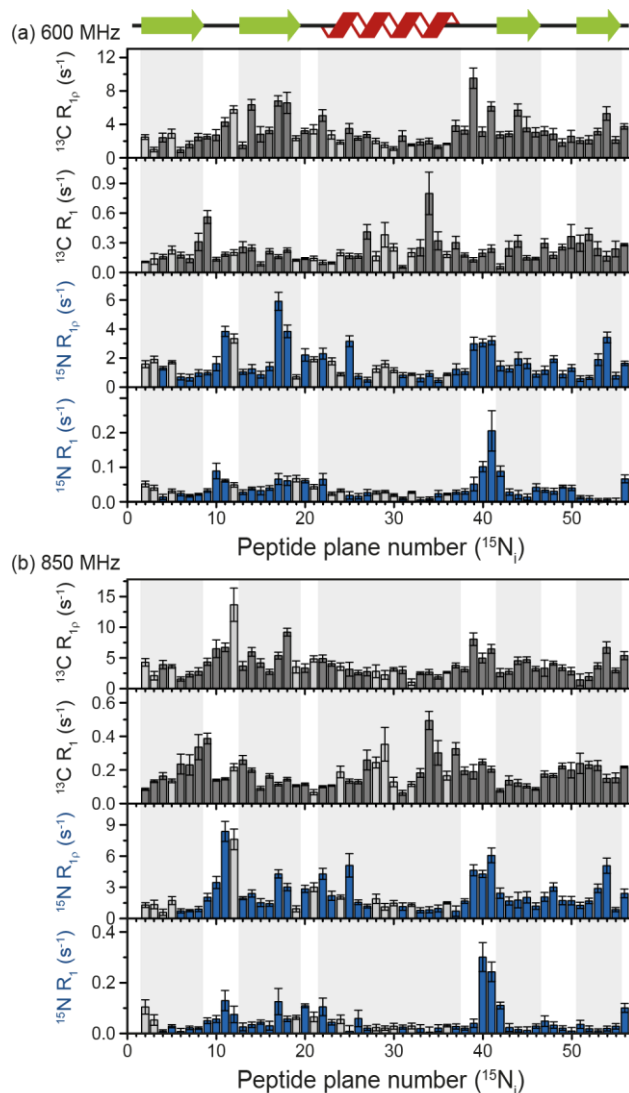 (a) 600 MHz
¹³C R₁ρ (s⁻¹)
12
8
4
0
¹³C R₁ (s⁻¹)
0.9
0.6
0.3
0.0
¹⁵N R₁ρ (s⁻¹)
6
4
2
0
¹⁵N R₁ (s⁻¹)
0.2
0.1
0.0
0 10 20 30 40 50
Peptide plane number (¹⁵Nᵢ)
(b) 850 MHz
¹³C R₁ρ (s⁻¹)
15
10
5
0
¹³C R₁ (s⁻¹)
0.6
0.4
0.2
0.0
¹⁵N R₁ρ (s⁻¹)
9
6
3
0
¹⁵N R₁ (s⁻¹)
0.4
0.2
0.0
0 10 20 30 40 50
Peptide plane number (¹⁵Nᵢ)